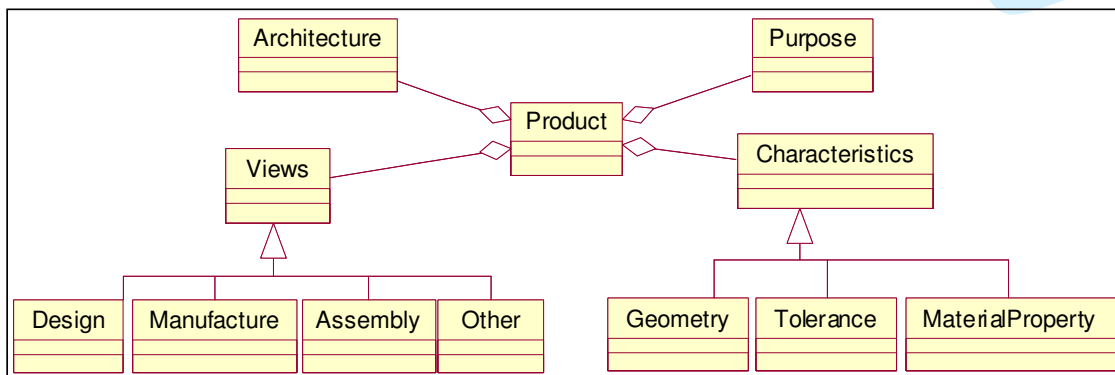 Architecture
Purpose
Product
Views
Characteristics
Design
Manufacture
Assembly
Other
Geometry
Tolerance
MaterialProperty